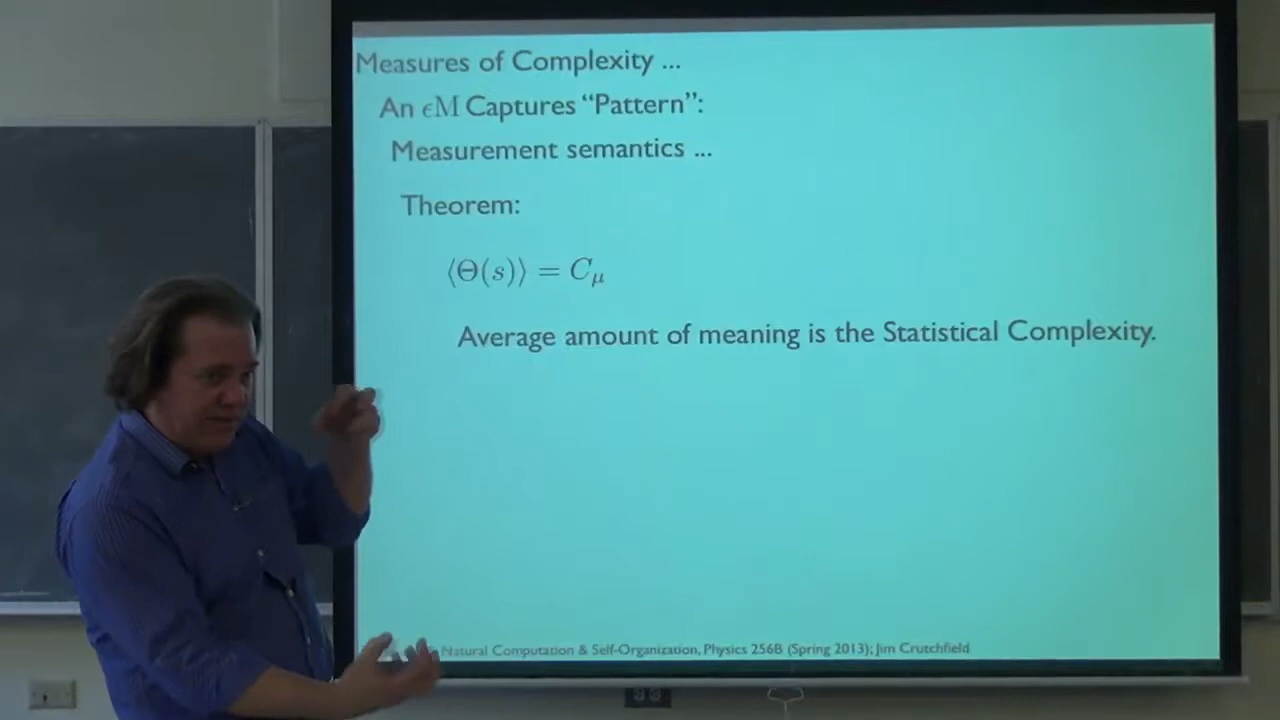 Measures of Complexity ...
An ϵM Captures “Pattern”:
Measurement semantics ...
Theorem:
⟨Θ(s)⟩ = Cμ
Average amount of meaning is the Statistical Complexity.
Natural Computation & Self-Organization, Physics 256B (Spring 2013); Jim Crutchfield